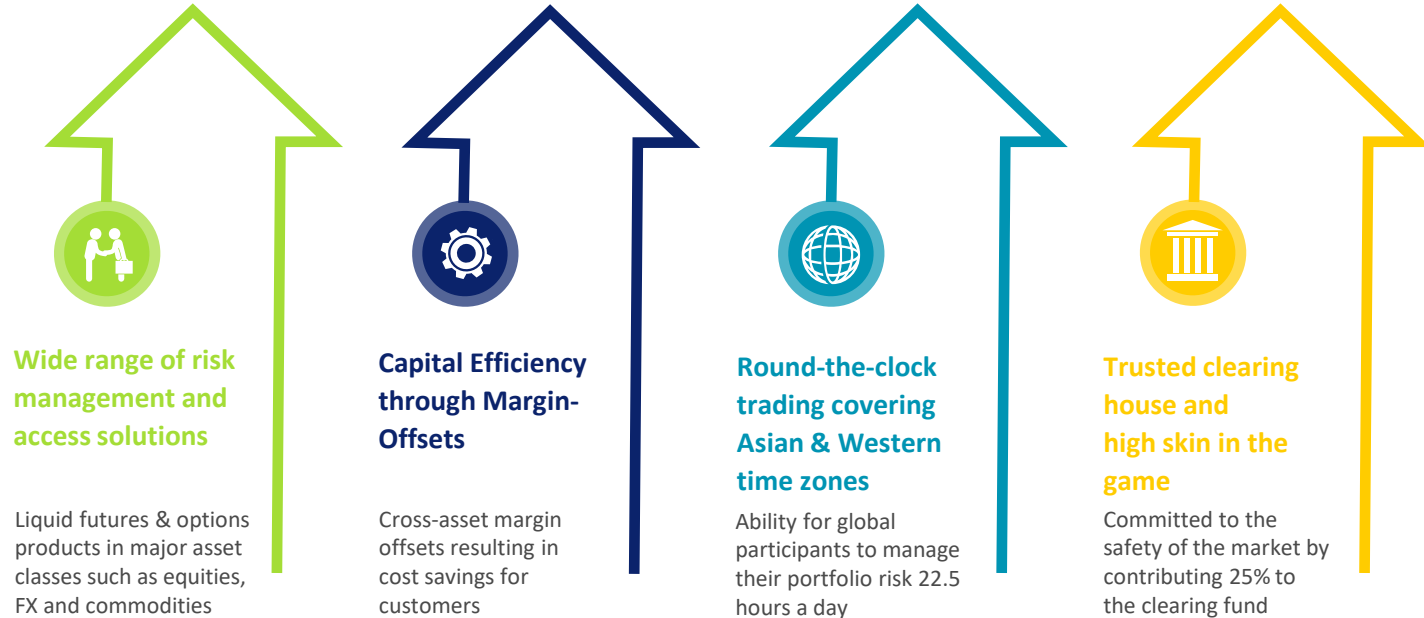 Wide range of risk
management and
access solutions
Liquid futures & options
products in major asset
classes such as equities,
FX and commodities
Capital Efficiency
through Margin-
Offsets
Cross-asset margin
offsets resulting in
cost savings for
customers
Round-the-clock
trading covering
Asian & Western
time zones
Ability for global
participants to manage
their portfolio risk 22.5
hours a day
Trusted clearing
house and
high skin in the
game
Committed to the
safety of the market by
contributing 25% to
the clearing fund